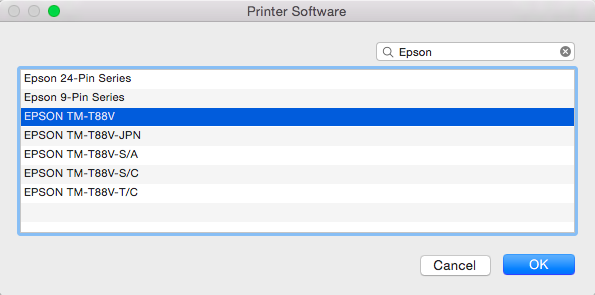 Printer Software
Epson
Epson 24-Pin Series
Epson 9-Pin Series
EPSON TM-T88V
EPSON TM-T88V-JPN
EPSON TM-T88V-S/A
EPSON TM-T88V-S/C
EPSON TM-T88V-T/C
Cancel
OK